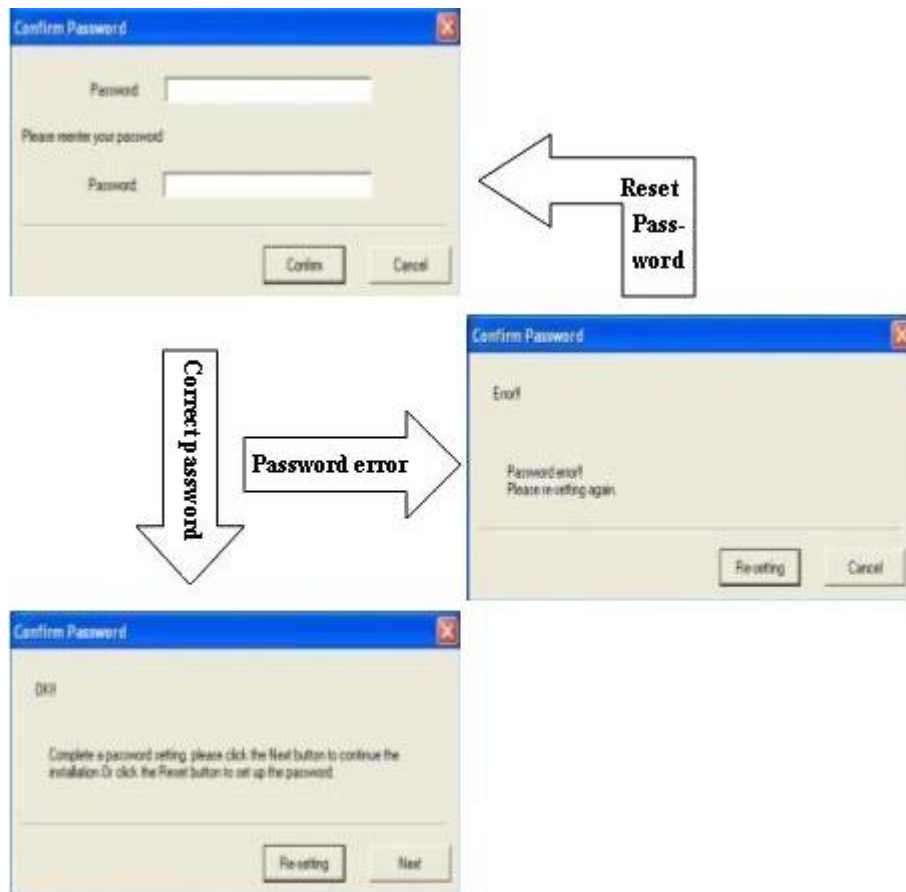 Confirm Password
Password:
Please reenter your password
Password:
Confirm
Cancel
Reset
Pass-
word
Correct password
Password error
Confirm Password
Error!!
Password error!!
Please re-setting again.
Re-setting
Cancel
Confirm Password
OK!!
Complete a password setting, please click the Next button to continue the
installation.Or click the Reset button to set up the password.
Re-setting
Next